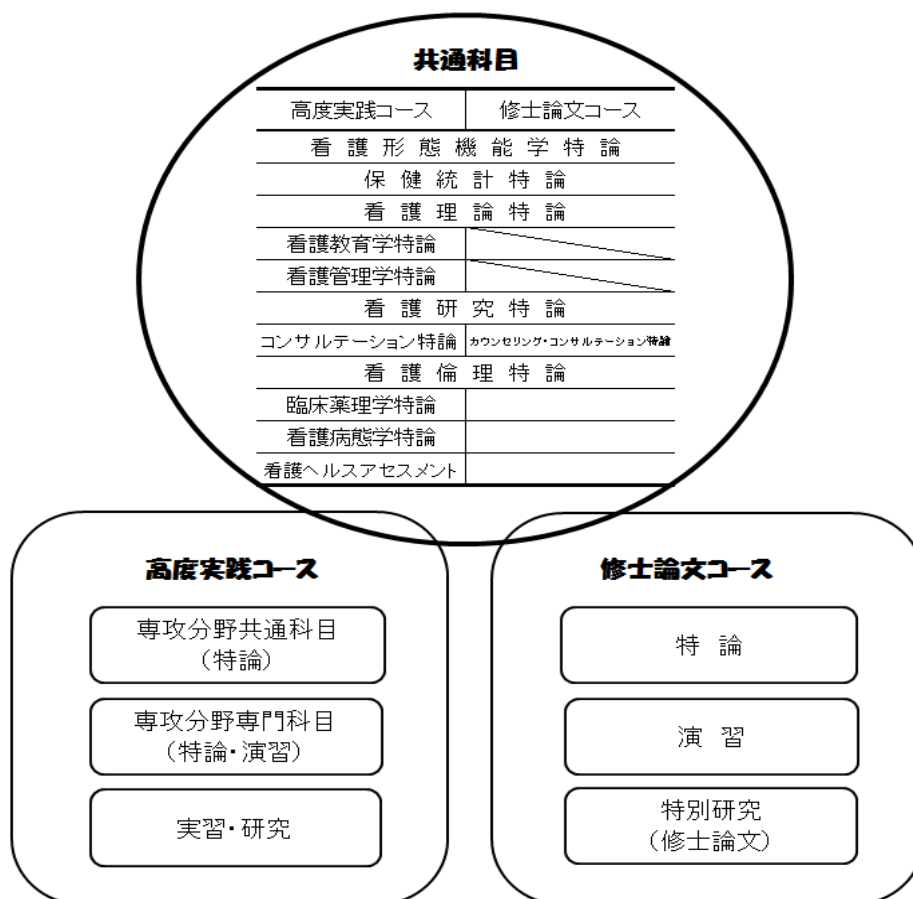 共通科目
高度実践コース 修士論文コース
看護形態機能学特論
保健統計特論
看護理論特論
看護教育学特論
看護管理学特論
看護研究特論
コンサルテーション特論 カウンセリング・コンサルテーション特論
看護倫理特論
臨床薬理学特論
看護病態学特論
看護ヘルスアセスメント
高度実践コース
専攻分野共通科目
(特論)
専攻分野専門科目
(特論・演習)
実習・研究
修士論文コース
特論
演習
特別研究
(修士論文)